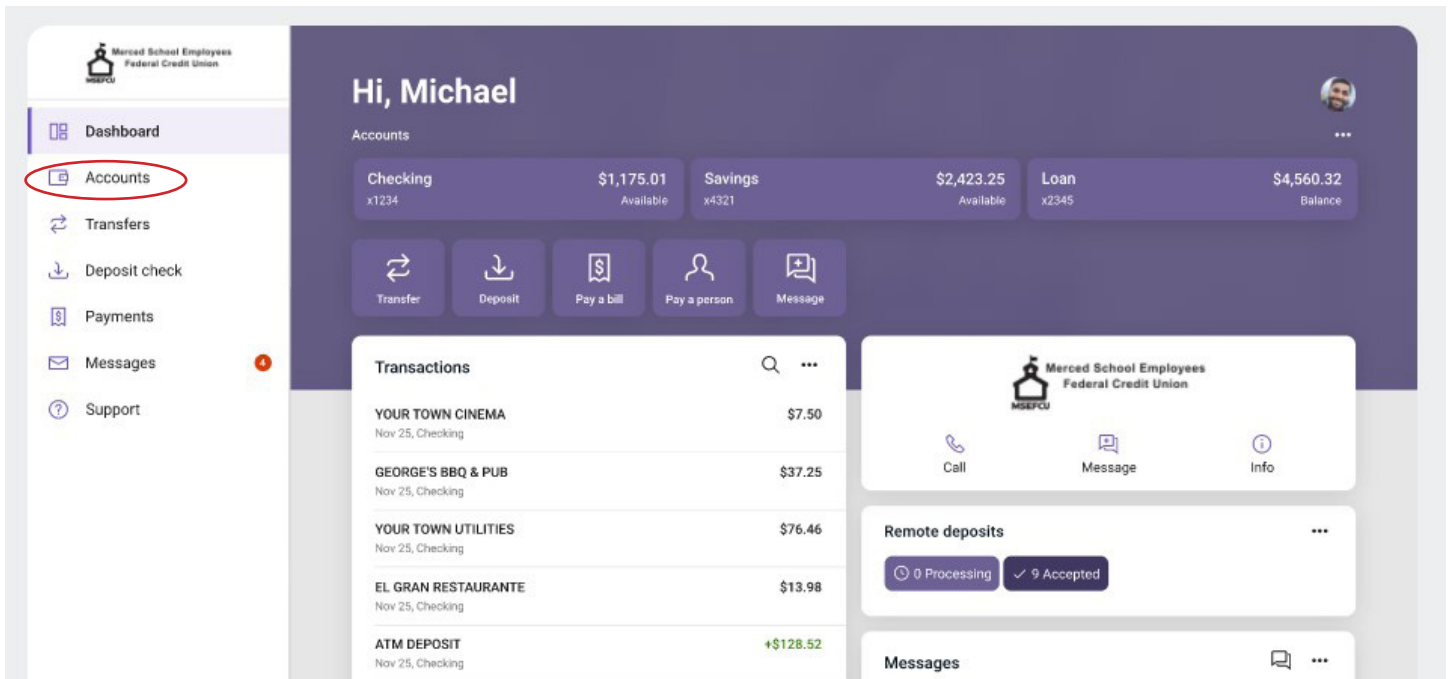 Merced School Employees
Federal Credit Union
MSEFCU
Dashboard
Accounts
Transfers
Deposit check
Payments
Messages 4
Support
Hi, Michael
Accounts
Checking $1,175.01
x1234 Available
Savings $2,423.25
x4321 Available
Loan $4,560.32
x2345 Balance
Transfer
Deposit
Pay a bill
Pay a person
Message
Transactions
YOUR TOWN CINEMA $7.50
Nov 25, Checking
GEORGE'S BBQ & PUB $37.25
Nov 25, Checking
YOUR TOWN UTILITIES $76.46
Nov 25, Checking
EL GRAN RESTAURANTE $13.98
Nov 25, Checking
ATM DEPOSIT +$128.52
Nov 25, Checking
Merced School Employees
Federal Credit Union
MSEFCU
Call
Message
Info
Remote deposits
0 Processing
9 Accepted
Messages